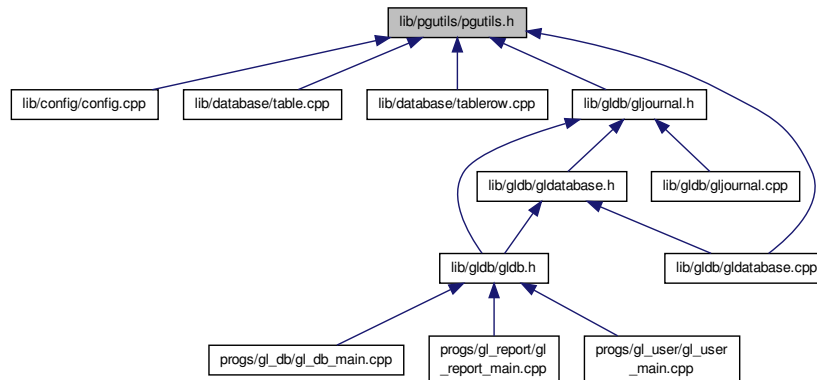 lib/pgutils/pgutils.h
lib/config/config.cpp
lib/database/table.cpp
lib/database/tablerow.cpp
lib/gldb/gljournal.h
lib/gldb/gldatabase.h
lib/gldb/gljournal.cpp
lib/gldb/gldb.h
lib/gldb/gldatabase.cpp
progs/gl_db/gl_db_main.cpp
progs/gl_report/gl
_report_main.cpp
progs/gl_user/gl_user
_main.cpp